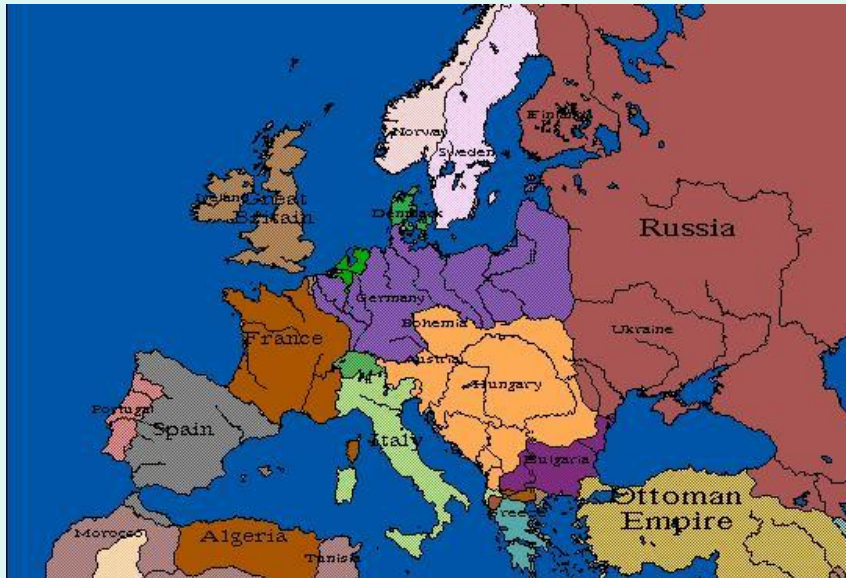 Norway
Finland
Sweden
Ireland
Great
Britain
Denmark
Russia
Germany
Bohemia
Ukraine
France
Austria
Hungary
Portugal
Spain
Italy
Bulgaria
Ottoman
Empire
Greece
Morocco
Algeria
Tunisia